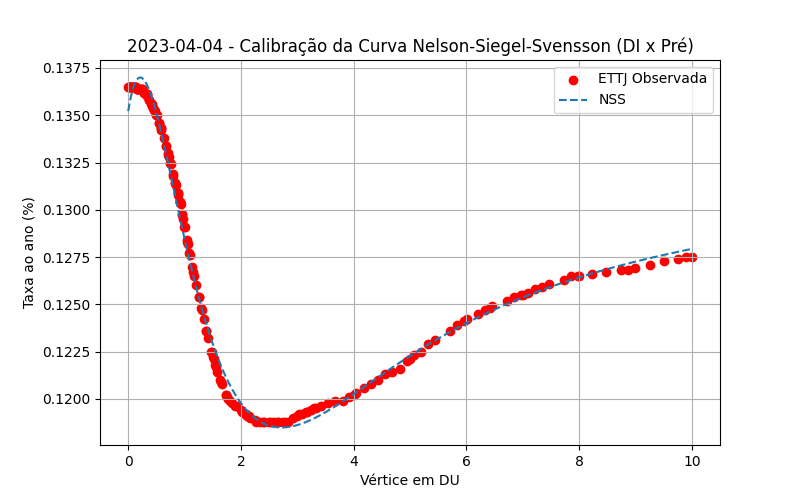 2023-04-04 - Calibração da Curva Nelson-Siegel-Svensson (DI x Pré)
ETTJ Observada
NSS
Taxa ao ano (%)
0.1375
0.1350
0.1325
0.1300
0.1275
0.1250
0.1225
0.1200
0 2 4 6 8 10
Vértice em DU